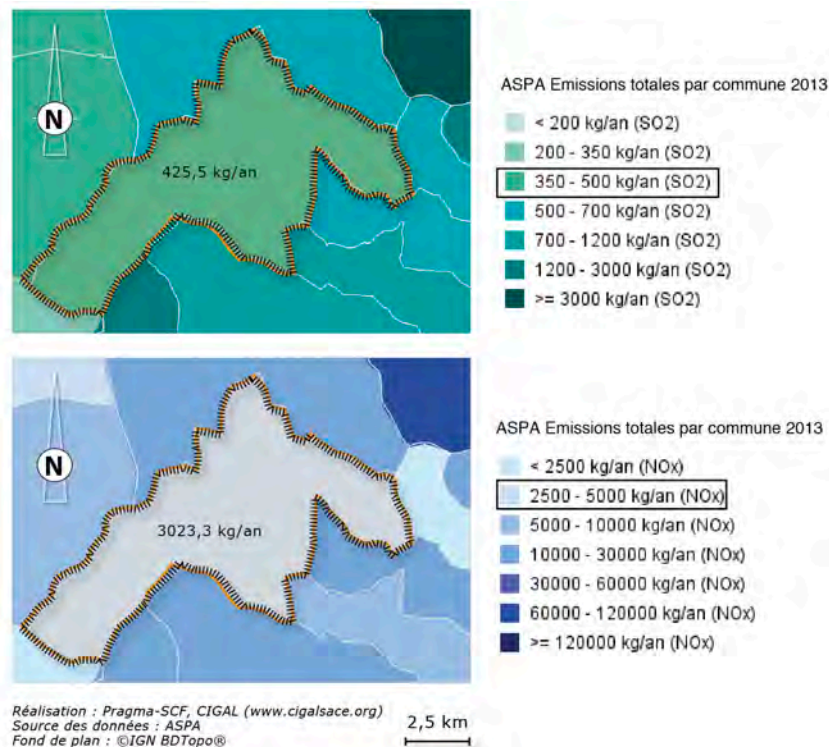 N
425,5 kg/an
ASPA Emissions totales par commune 2013
< 200 kg/an (SO2)
200 - 350 kg/an (SO2)
350 - 500 kg/an (SO2)
500 - 700 kg/an (SO2)
700 - 1200 kg/an (SO2)
1200 - 3000 kg/an (SO2)
>= 3000 kg/an (SO2)
N
3023,3 kg/an
ASPA Emissions totales par commune 2013
< 2500 kg/an (NOx)
2500 - 5000 kg/an (NOx)
5000 - 10000 kg/an (NOx)
10000 - 30000 kg/an (NOx)
30000 - 60000 kg/an (NOx)
60000 - 120000 kg/an (NOx)
>= 120000 kg/an (NOx)
Réalisation : Pragma-SCF, CIGAL (www.cigalsace.org)
Source des données : ASPA
Fond de plan : ©IGN BDTopo®
2,5 km